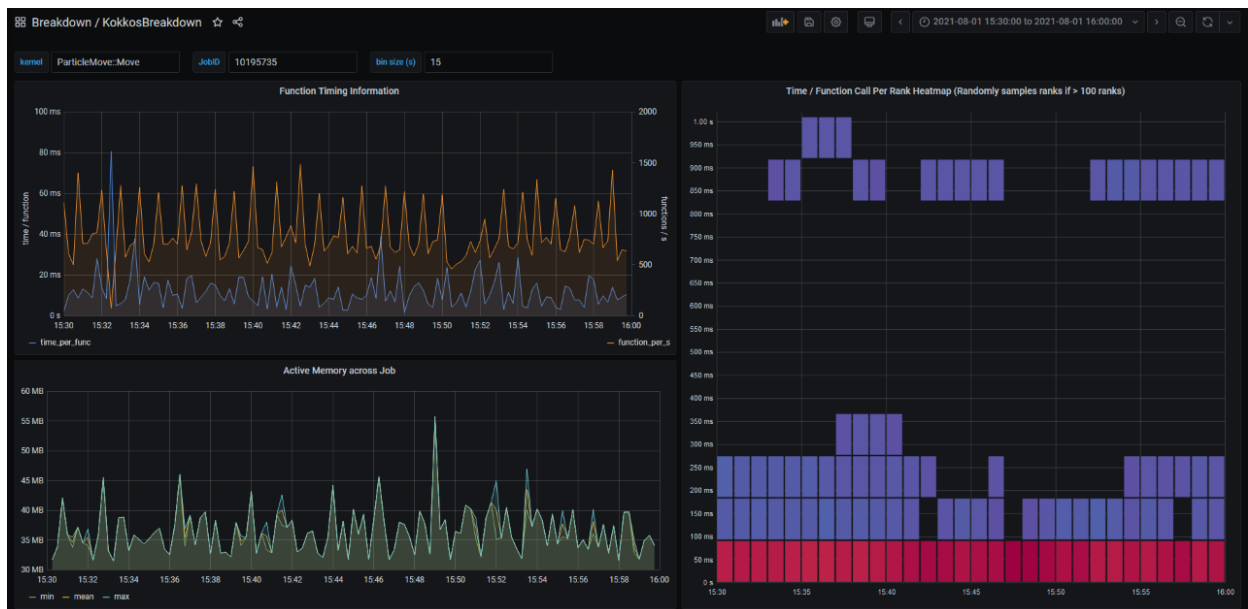 Breakdown / KokkosBreakdown
2021-08-01 15:30:00 to 2021-08-01 16:00:00
kernel ParticleMove::Move JobID 10195735 bin size (s) 15
Function Timing Information
100 ms
80 ms
60 ms
40 ms
20 ms
0 s
time / function
2000
1500
1000
500
0
functions / s
15:30 15:32 15:34 15:36 15:38 15:40 15:42 15:44 15:46 15:48 15:50 15:52 15:54 15:56 15:58 16:00
time_per_func function_per_s
Active Memory across Job
60 MB
55 MB
50 MB
45 MB
40 MB
35 MB
30 MB
15:30 15:32 15:34 15:36 15:38 15:40 15:42 15:44 15:46 15:48 15:50 15:52 15:54 15:56 15:58 16:00
min mean max
Time / Function Call Per Rank Heatmap (Randomly samples ranks if > 100 ranks)
1.00 s
950 ms
900 ms
850 ms
800 ms
750 ms
700 ms
650 ms
600 ms
550 ms
500 ms
450 ms
400 ms
350 ms
300 ms
250 ms
200 ms
150 ms
100 ms
50 ms
0 s
15:30 15:35 15:40 15:45 15:50 15:55 16:00